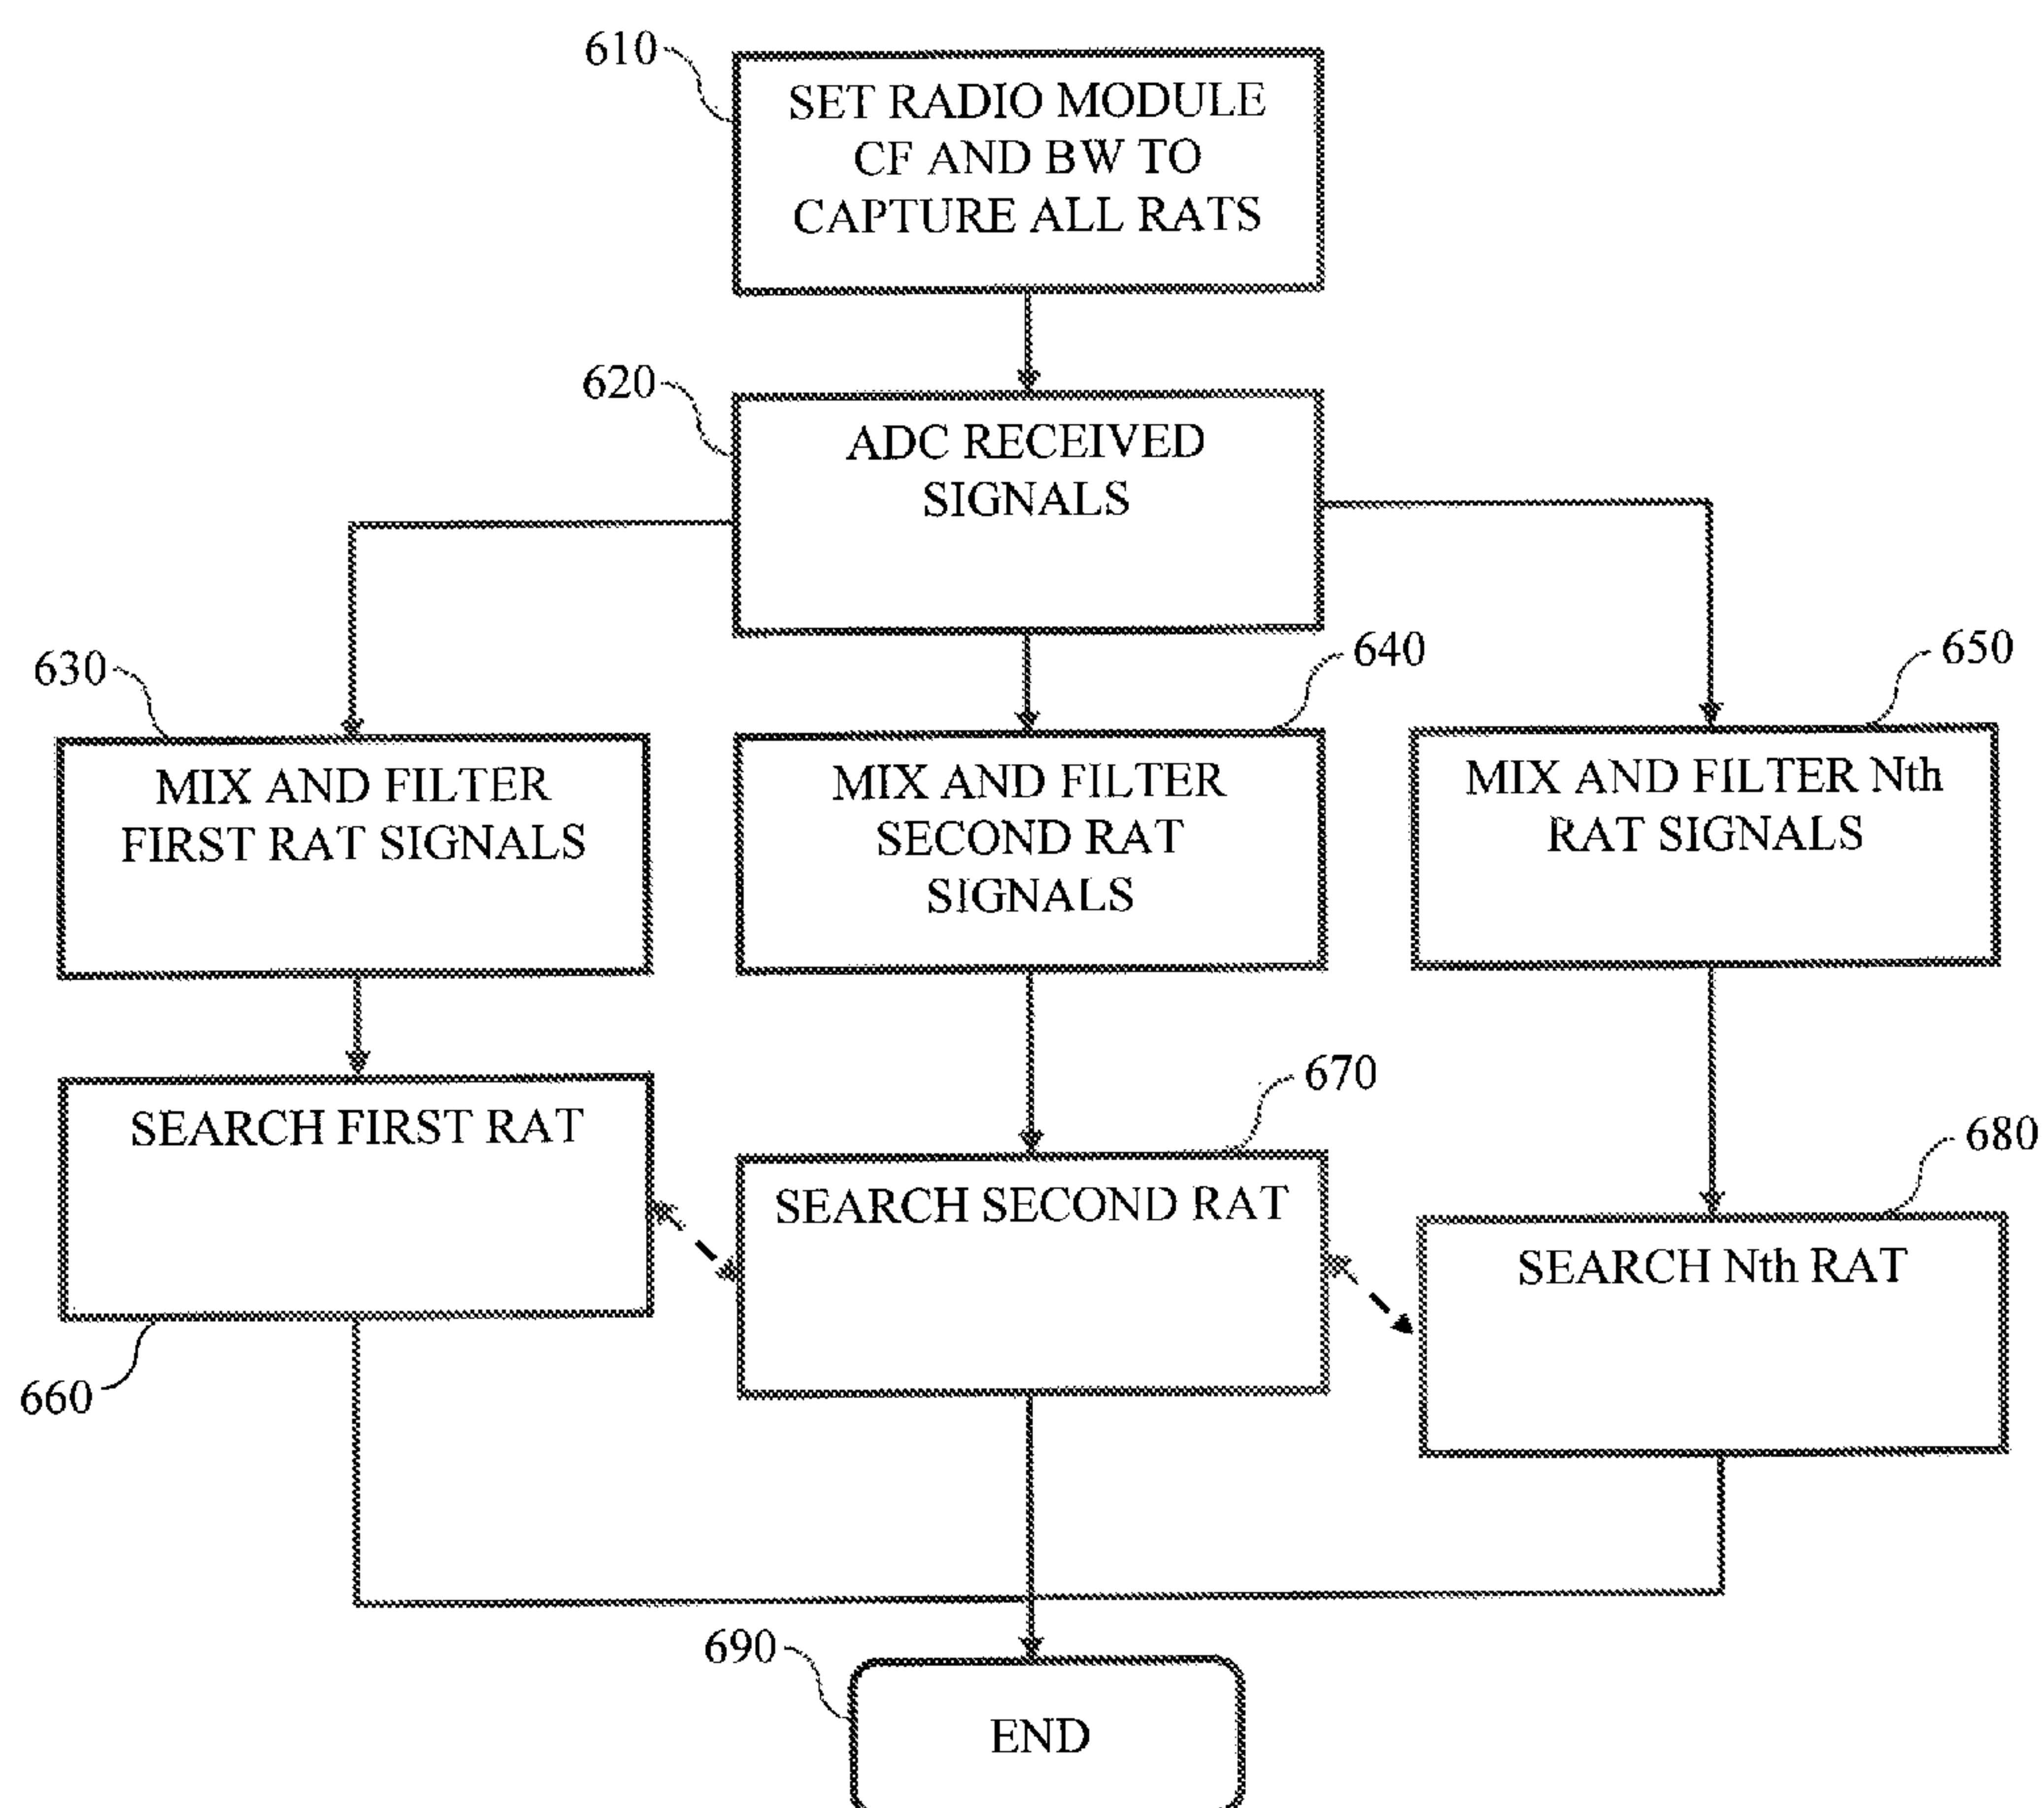 610
SET RADIO MODULE
CF AND BW TO
CAPTURE ALL RATS
620
ADC RECEIVED
SIGNALS
630
MIX AND FILTER
FIRST RAT SIGNALS
640
MIX AND FILTER
SECOND RAT
SIGNALS
650
MIX AND FILTER Nth
RAT SIGNALS
SEARCH FIRST RAT
660
670
SEARCH SECOND RAT
680
SEARCH Nth RAT
690
END